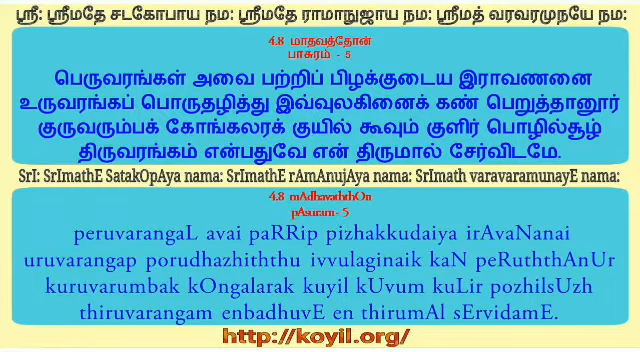 ஸ்ரீ: ஸ்ரீமதே சடகோபாய நம: ஸ்ரீமதே ராமாநுஜாய நம: ஸ்ரீமத் வரவரமுநயே நம:
4.8 மாதவத்தோன்
பாசுரம் - 5
பெருவரங்கள் அவை பற்றிப் பிழக்குடைய இராவணனை
உருவரங்கப் பொருதழித்து இவ்வுலகினைக் கண் பெறுத்தானூர்
குருவரும்பக் கோங்கலரக் குயில் கூவும் குளிர் பொழில்சூழ்
திருவரங்கம் என்பதுவே என் திருமால் சேர்விடமே.
SrI: SrImathE SatakOpAya nama: SrImathE rAmAnujAya nama: SrImath varavaramunayE nama:
4.8 mAdhavaththOn
pAsuram - 5
peruvarangaL avai paRRip pizhakkudaiya irAvaNanai
uruvarangap porudhazhiththu ivvulaginaik kaN peRuththAnUr
kuruvarumbak kOngalarak kuyil kUvum kuLir pozhilsUzh
thiruvarangam enbadhuvE en thirumAl sErvidamE.
http://koyil.org/